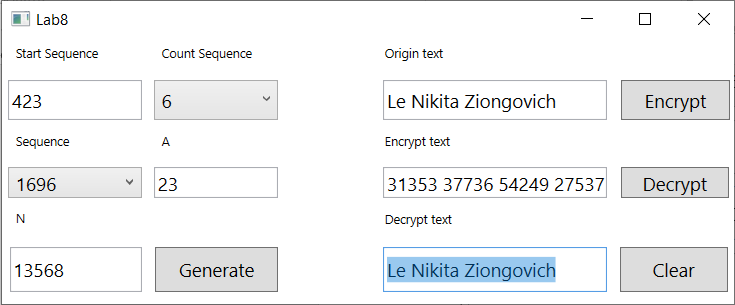 Lab8
Start Sequence Count Sequence Origin text
423 6 Le Nikita Ziongovich Encrypt
Sequence A Encrypt text
1696 23 31353 37736 54249 27537 Decrypt
N Decrypt text
13568 Generate Le Nikita Ziongovich Clear